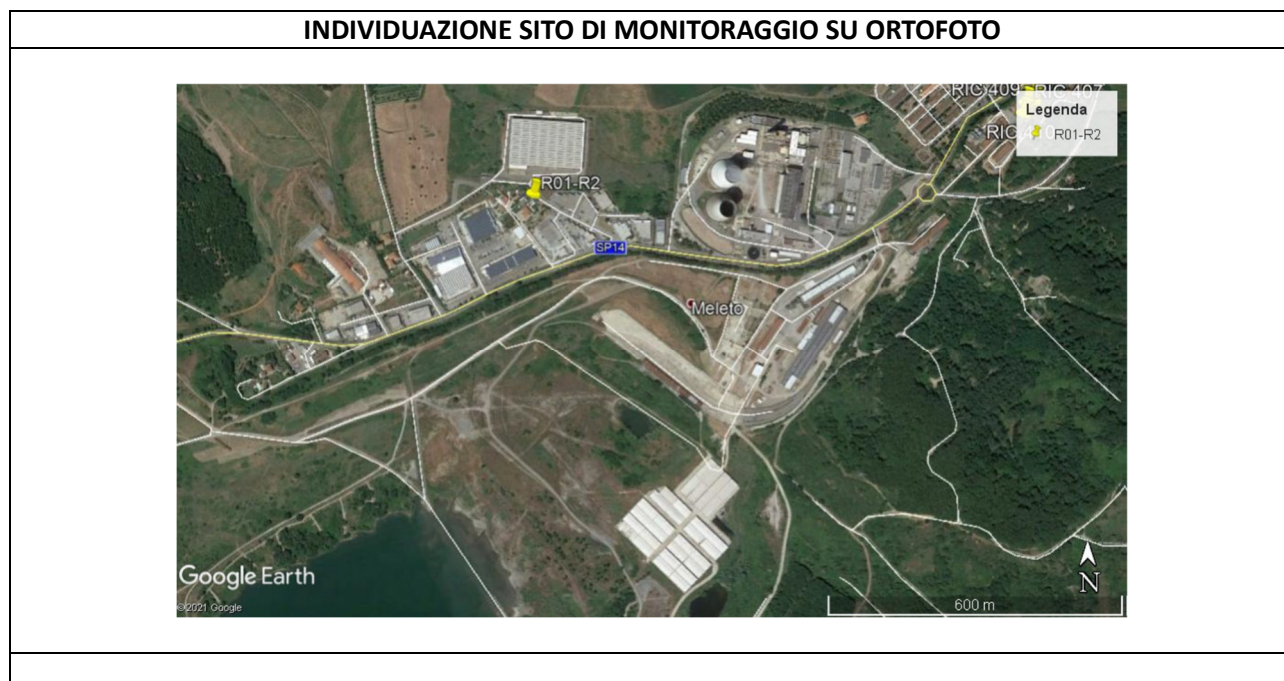 INDIVIDUAZIONE SITO DI MONITORAGGIO SU ORTOFOTO
RIC 409
RIC 407
Legenda
R01-R2
RIC
R01-R2
SP14
Meleto
Google Earth
N
©2021 Google
600 m